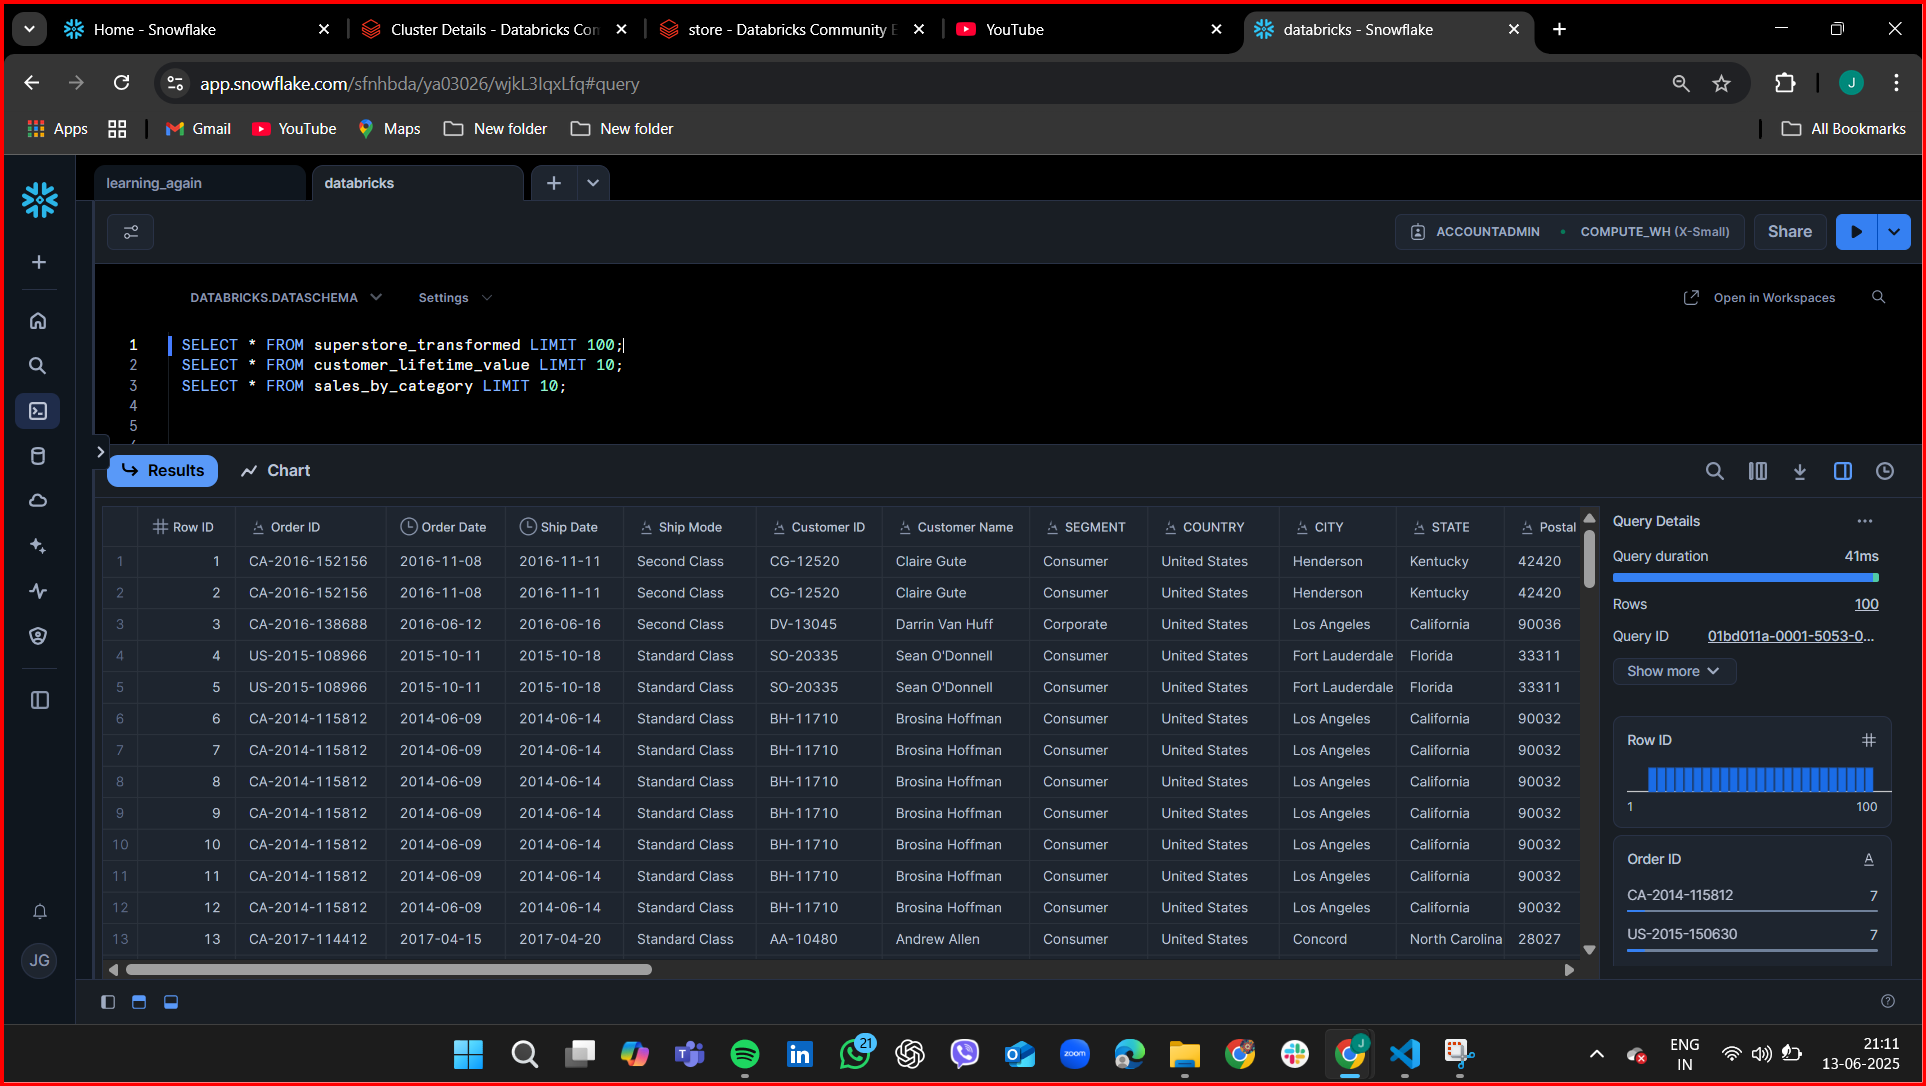 Home - Snowflake
Cluster Details - Databricks Con
store - Databricks Community E
YouTube
databricks - Snowflake
app.snowflake.com/sfnhbda/ya03026/wjkL3IqxLfq#query
J
Apps
Gmail
YouTube
Maps
New folder
New folder
All Bookmarks
learning_again
databricks
ACCOUNTADMIN COMPUTE_WH (X-Small)
Share
DATABRICKS.DATASCHEMA
Settings
Open in Workspaces
1 SELECT * FROM superstore_transformed LIMIT 100;
2 SELECT * FROM customer_lifetime_value LIMIT 10;
3 SELECT * FROM sales_by_category LIMIT 10;
4
5
Results
Chart
Row ID Order ID Order Date Ship Date Ship Mode Customer ID Customer Name SEGMENT COUNTRY CITY STATE Postal
1 1 CA-2016-152156 2016-11-08 2016-11-11 Second Class CG-12520 Claire Gute Consumer United States Henderson Kentucky 42420
2 2 CA-2016-152156 2016-11-08 2016-11-11 Second Class CG-12520 Claire Gute Consumer United States Henderson Kentucky 42420
3 3 CA-2016-138688 2016-06-12 2016-06-16 Second Class DV-13045 Darrin Van Huff Corporate United States Los Angeles California 90036
4 4 US-2015-108966 2015-10-11 2015-10-18 Standard Class SO-20335 Sean O'Donnell Consumer United States Fort Lauderdale Florida 33311
5 5 US-2015-108966 2015-10-11 2015-10-18 Standard Class SO-20335 Sean O'Donnell Consumer United States Fort Lauderdale Florida 33311
6 6 CA-2014-115812 2014-06-09 2014-06-14 Standard Class BH-11710 Brosina Hoffman Consumer United States Los Angeles California 90032
7 7 CA-2014-115812 2014-06-09 2014-06-14 Standard Class BH-11710 Brosina Hoffman Consumer United States Los Angeles California 90032
8 8 CA-2014-115812 2014-06-09 2014-06-14 Standard Class BH-11710 Brosina Hoffman Consumer United States Los Angeles California 90032
9 9 CA-2014-115812 2014-06-09 2014-06-14 Standard Class BH-11710 Brosina Hoffman Consumer United States Los Angeles California 90032
10 10 CA-2014-115812 2014-06-09 2014-06-14 Standard Class BH-11710 Brosina Hoffman Consumer United States Los Angeles California 90032
11 11 CA-2014-115812 2014-06-09 2014-06-14 Standard Class BH-11710 Brosina Hoffman Consumer United States Los Angeles California 90032
12 12 CA-2014-115812 2014-06-09 2014-06-14 Standard Class BH-11710 Brosina Hoffman Consumer United States Los Angeles California 90032
13 13 CA-2017-114412 2017-04-15 2017-04-20 Standard Class AA-10480 Andrew Allen Consumer United States Concord North Carolina 28027
Query Details
Query duration 41ms
Rows 100
Query ID 01bd011a-0001-5053-0...
Show more
Row ID
1 100
Order ID
CA-2014-115812 7
US-2015-150630 7
JG
21
zoom
J
ENG
IN
21:11
13-06-2025